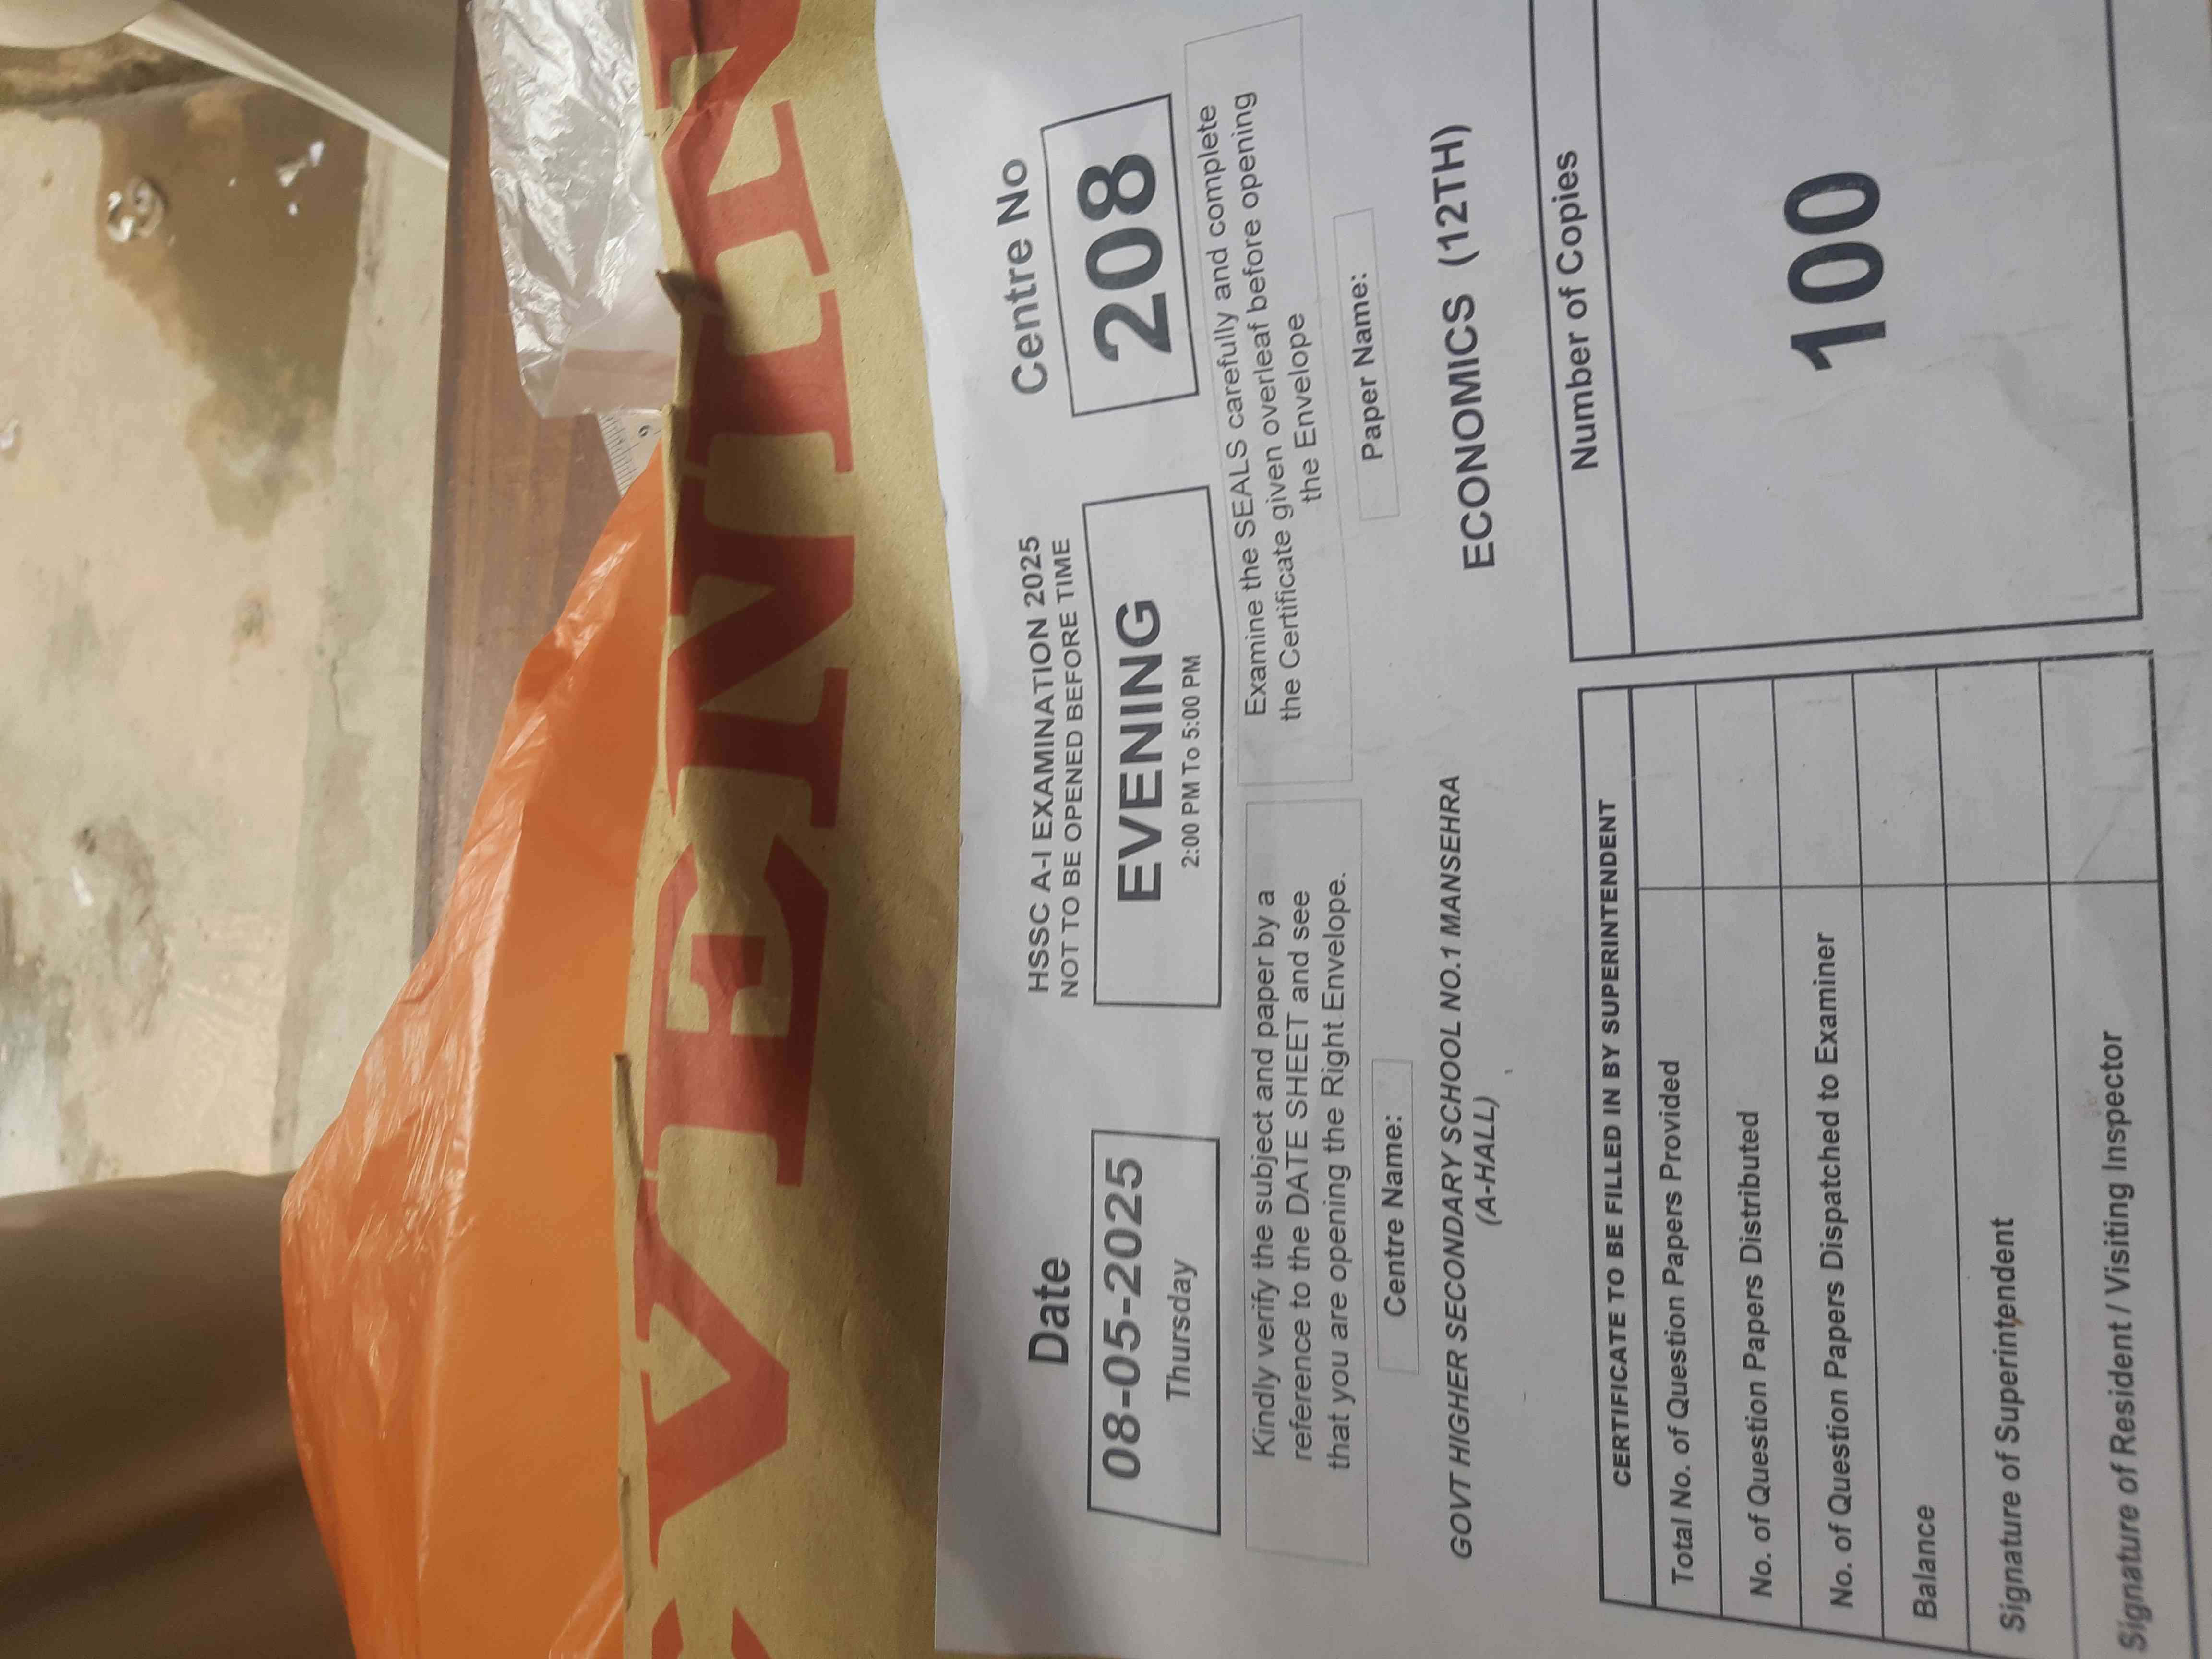 EVENIN
HSSC A-I EXAMINATION 2025
NOT TO BE OPENED BEFORE TIME
Date
08-05-2025
Thursday
EVENING
2:00 PM To 5:00 PM
Centre No
208
Kindly verify the subject and paper by a
reference to the DATE SHEET and see
that you are opening the Right Envelope.
Examine the SEALS carefully and complete
the Certificate given overleaf before opening
the Envelope
Centre Name:
GOVT HIGHER SECONDARY SCHOOL NO.1 MANSEHRA
(A-HALL)
Paper Name:
ECONOMICS (12TH)
CERTIFICATE TO BE FILLED IN BY SUPERINTENDENT
Total No. of Question Papers Provided
No. of Question Papers Distributed
No. of Question Papers Dispatched to Examiner
Balance
Signature of Superintendent
Signature of Resident / Visiting Inspector
Number of Copies
100